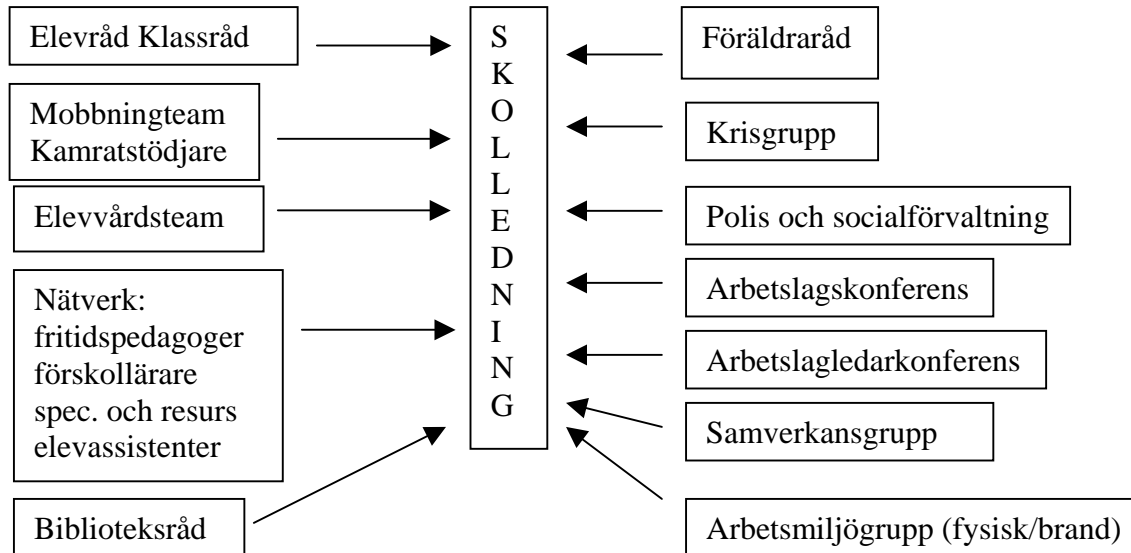 Elevråd Klassråd
Mobbningteam
Kamratstödjare
Elevvårdsteam
Nätverk:
fritidspedagoger
förskollärare
spec. och resurs
elevassistenter
Biblioteksråd
S
K
O
L
L
E
D
N
I
N
G
Föräldraråd
Krisgrupp
Polis och socialförvaltning
Arbetslagskonferens
Arbetslagledarkonferens
Samverkansgrupp
Arbetsmiljögrupp (fysisk/brand)